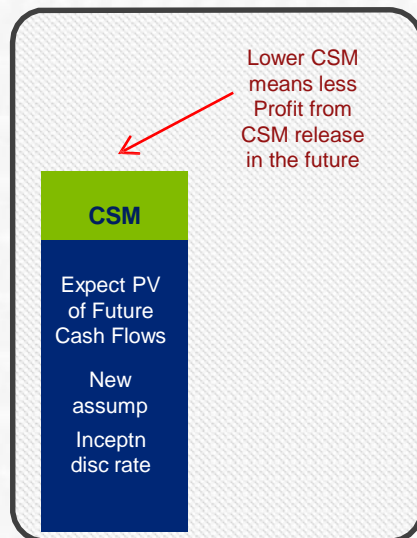 Lower CSM
means less
Profit from
CSM release
in the future
CSM
Expect PV
of Future
Cash Flows
New
assump
Inceptn
disc rate